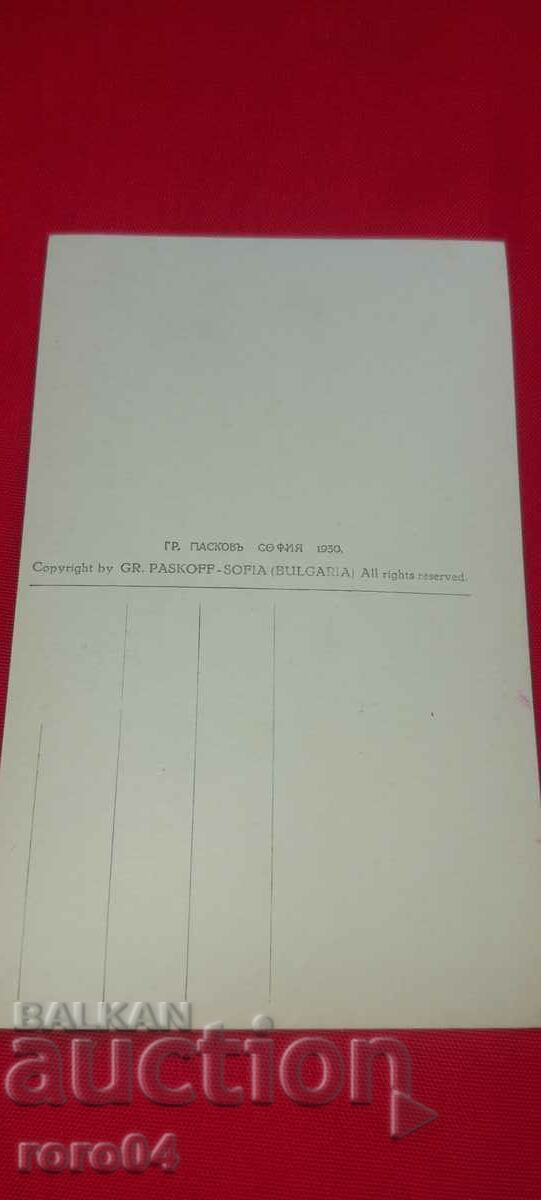 ГР. ПАСКОВЪ СОФИЯ 1930.
Copyright by GR. PASKOFF-SOFIA (BULGARIA) All rights reserved.
BALKAN
auction
roro04